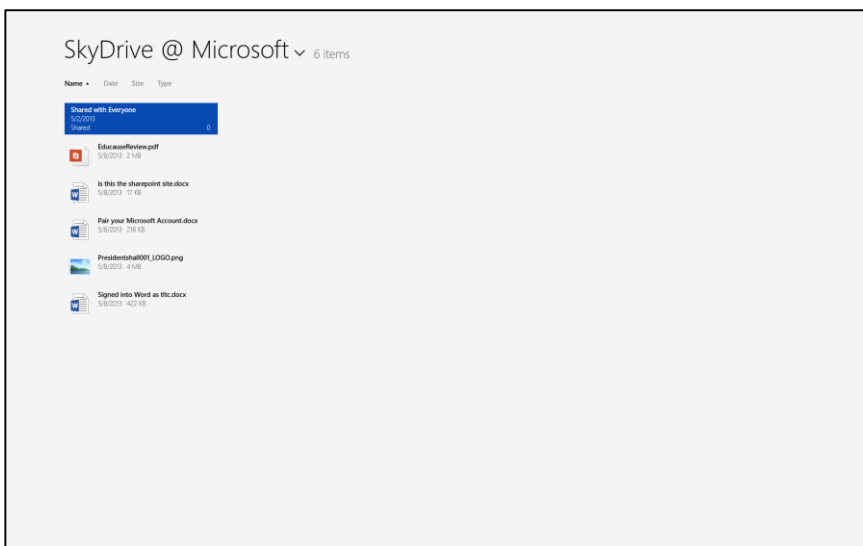 SkyDrive @ Microsoft 6 items
Name Date Size Type
Shared with Everyone
5/2/2013
Shared 0
EducauseReview.pdf
5/8/2013 2 MB
is this the sharepoint site.docx
5/8/2013 17 KB
Pair your Microsoft Account.docx
5/8/2013 218 KB
Presidentshall001_LOGO.png
5/8/2013 4 MB
Signed into Word as tltc.docx
5/8/2013 422 KB